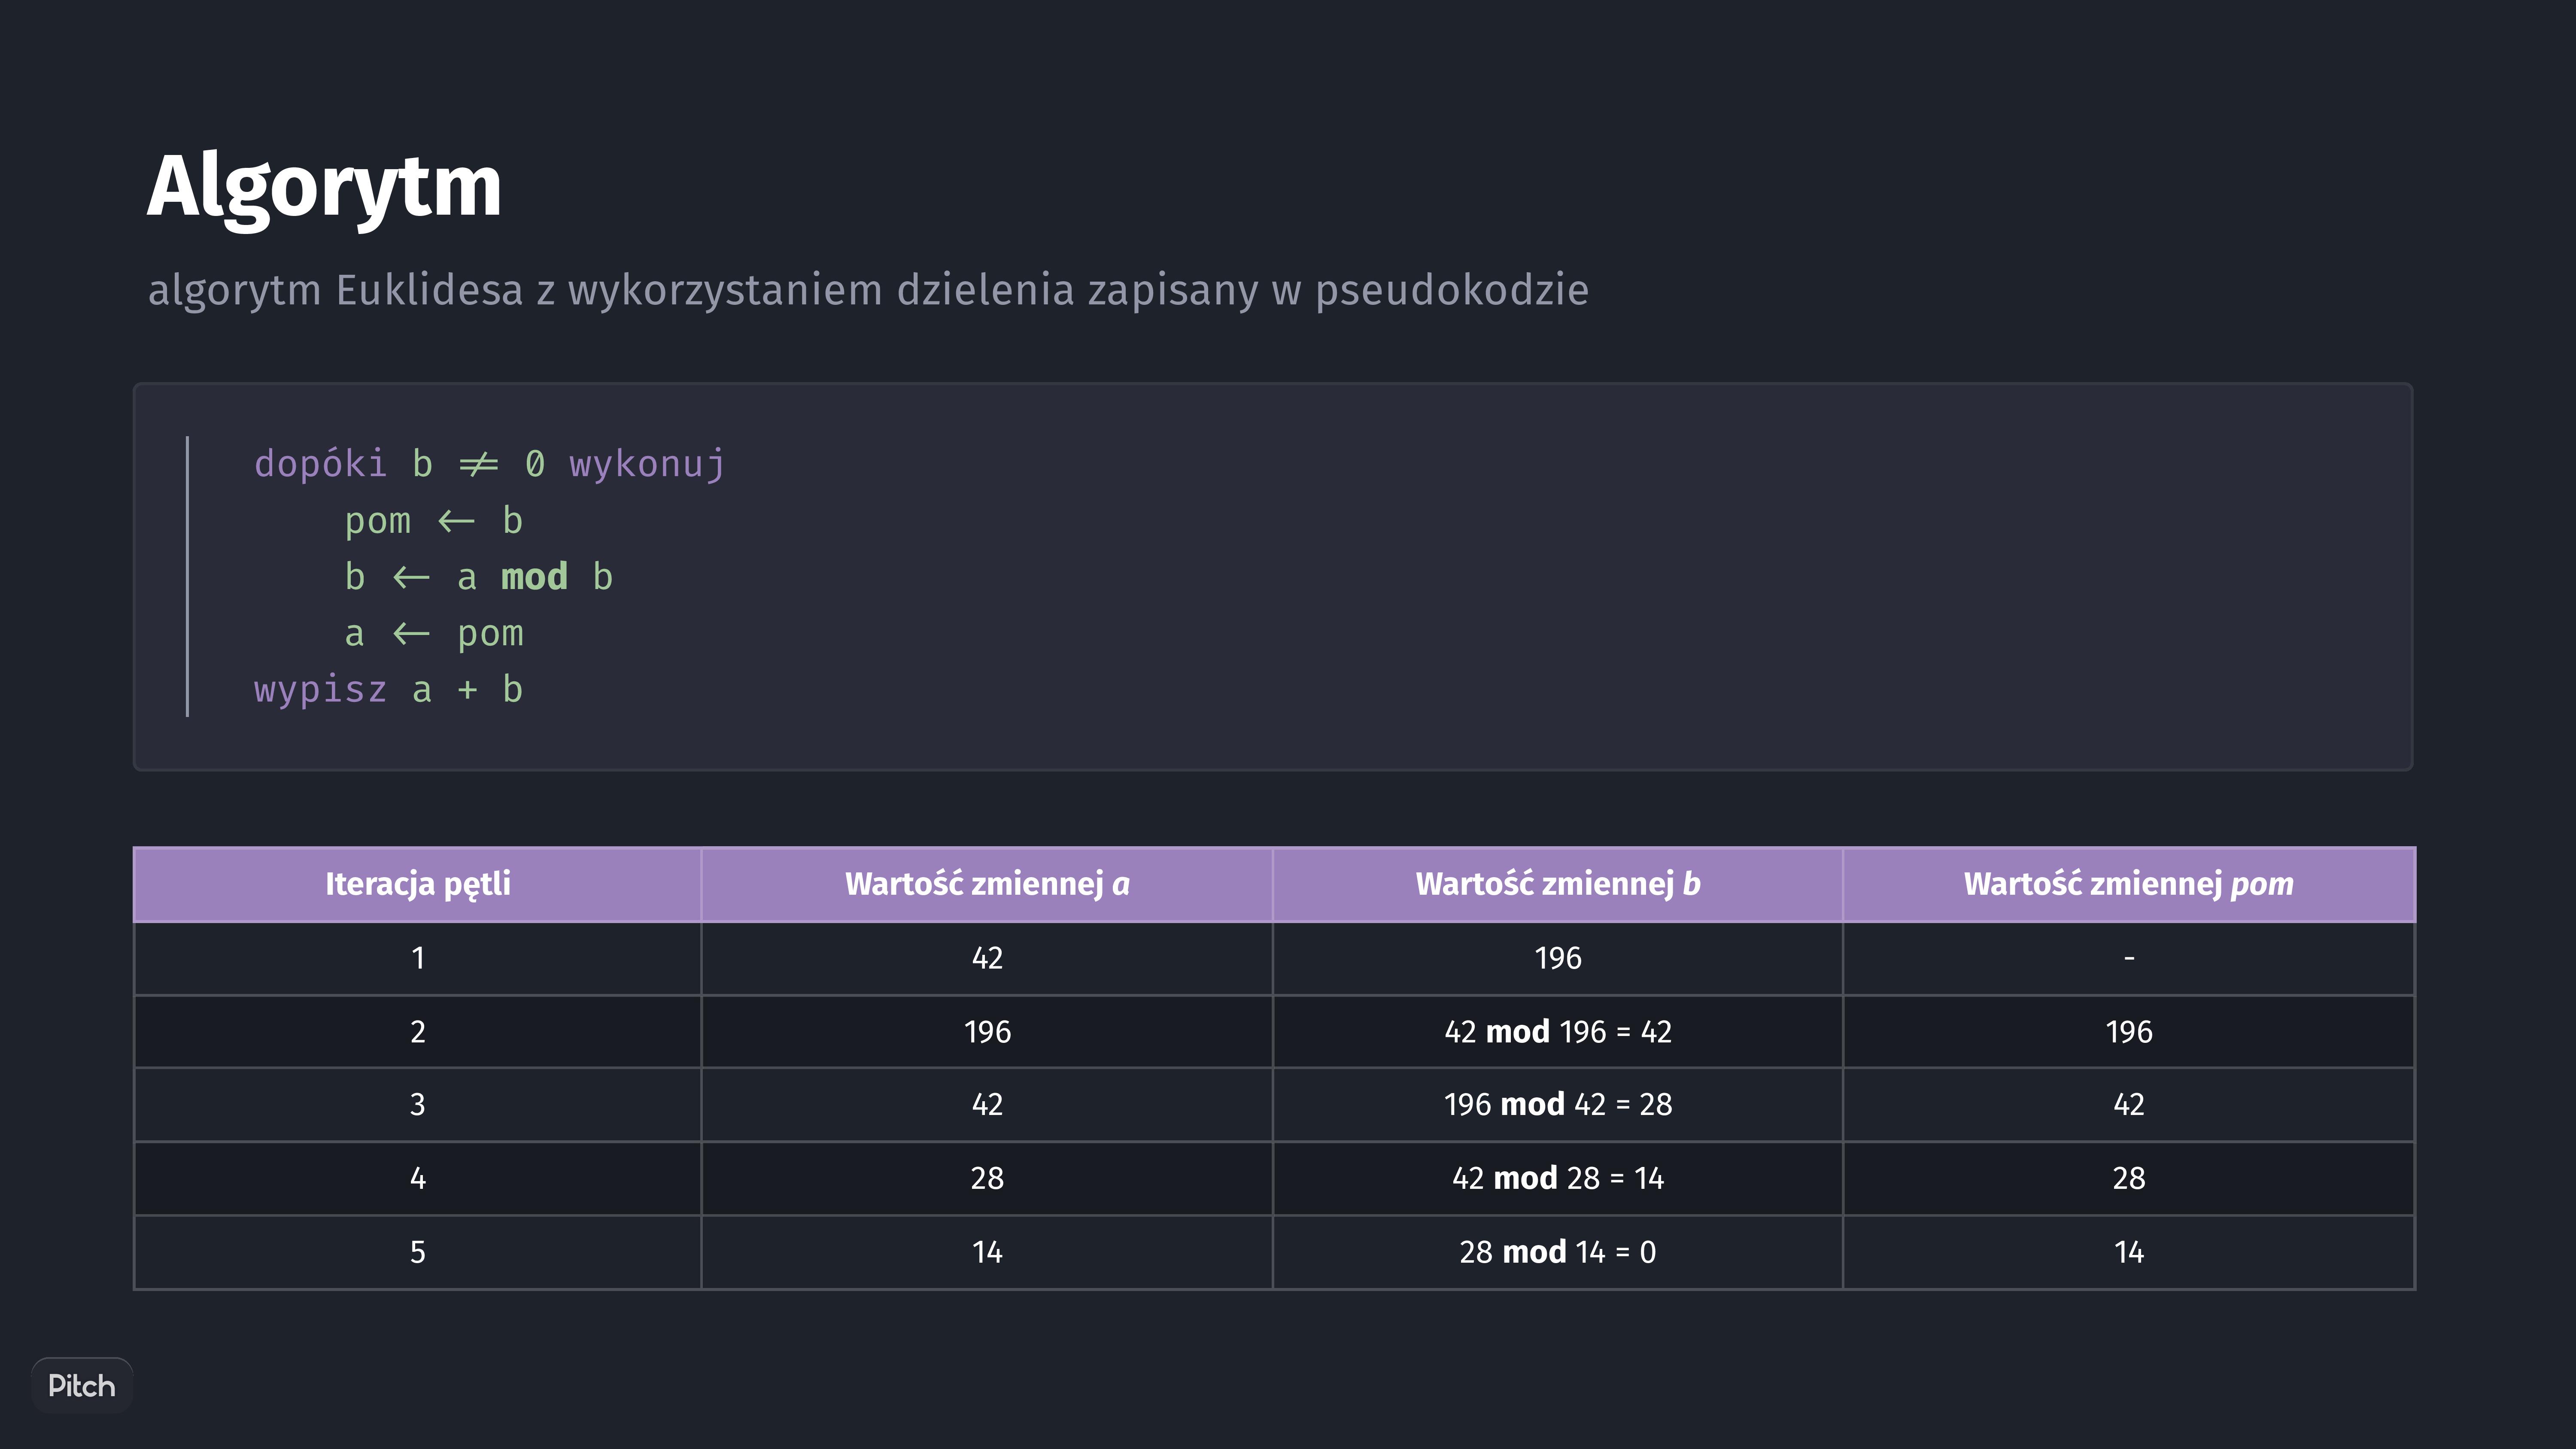 Algorytm
algorytm Euklidesa z wykorzystaniem dzielenia zapisany w pseudokodzie
dopóki b ≠ 0 wykonuj
pom ← b
b ← a mod b
a ← pom
wypisz a + b
Iteracja pętli Wartość zmiennej a Wartość zmiennej b Wartość zmiennej pom
1 42 196 -
2 196 42 mod 196 = 42 196
3 42 196 mod 42 = 28 42
4 28 42 mod 28 = 14 28
5 14 28 mod 14 = 0 14
Pitch